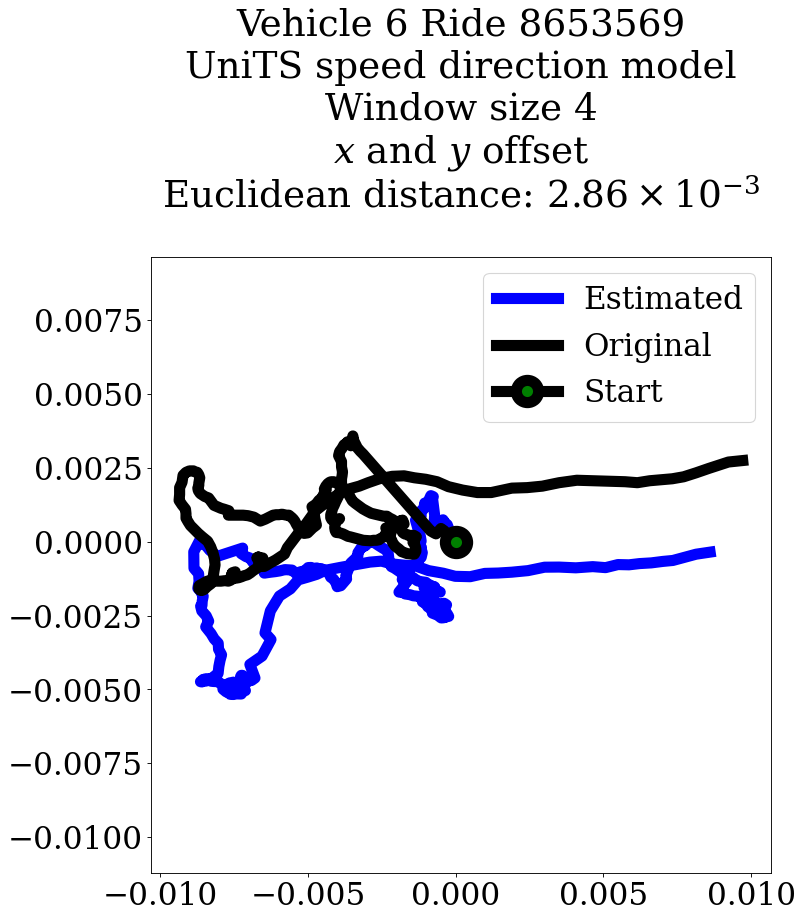 Vehicle 6 Ride 8653569
UniTS speed direction model
Window size 4
x and y offset
Euclidean distance: 2.86 × 10⁻³
Estimated
Original
Start
0.0075
0.0050
0.0025
0.0000
−0.0025
−0.0050
−0.0075
−0.0100
−0.010 −0.005 0.000 0.005 0.010